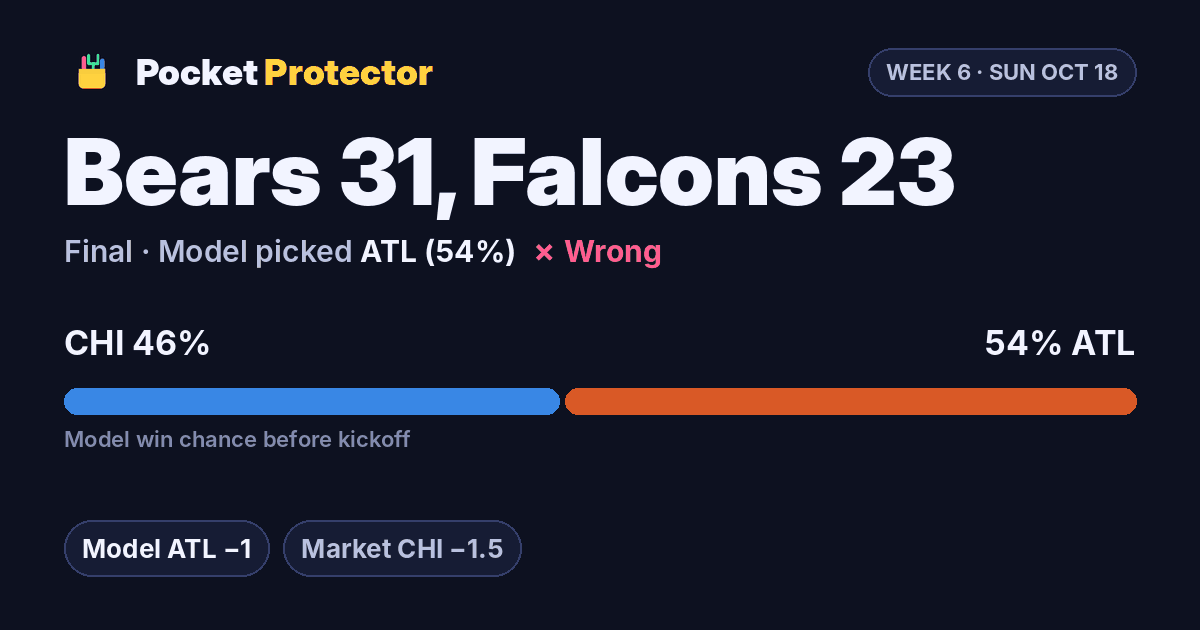 Pocket Protector
WEEK 6 · SUN OCT 18
Bears 31, Falcons 23
Final · Model picked ATL (54%) × Wrong
CHI 46%
54% ATL
Model win chance before kickoff
Model ATL −1
Market CHI −1.5